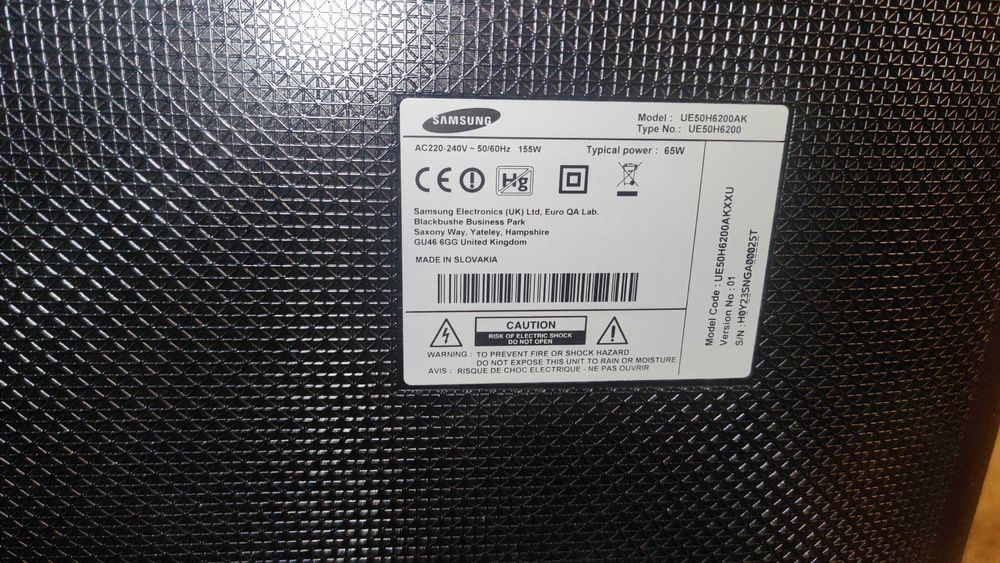 SAMSUNG
Model : UE50H6200AK
Type No.: UE50H6200
AC220-240V ~ 50/60Hz 155W
Typical power : 65W
CE
Hg
Samsung Electronics (UK) Ltd, Euro QA Lab.
Blackbushe Business Park
Saxony Way, Yateley, Hampshire
GU46 6GG United Kingdom
MADE IN SLOVAKIA
CAUTION
RISK OF ELECTRIC SHOCK
DO NOT OPEN
WARNING : TO PREVENT FIRE OR SHOCK HAZARD
DO NOT EXPOSE THIS UNIT TO RAIN OR MOISTURE
AVIS : RISQUE DE CHOC ELECTRIQUE - NE PAS OUVRIR
Model Code : UE50H6200AKXXU
Version No : 01
S/N : H0Y23SNGA00025T